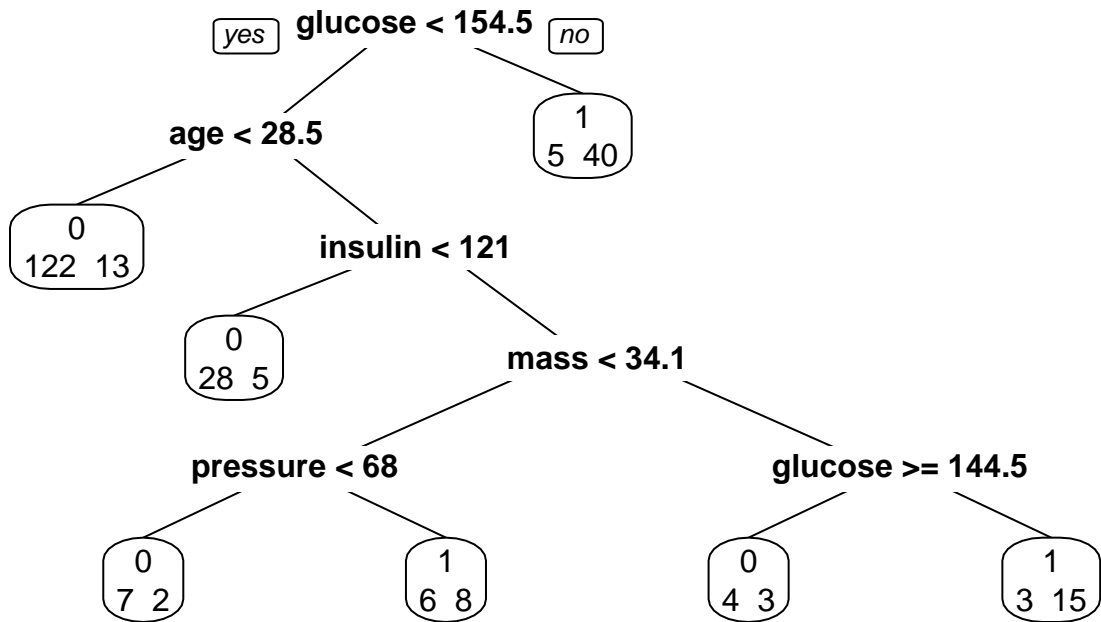 yes glucose < 154.5 no
age < 28.5
1
5 40
0
122 13
insulin < 121
0
28 5
mass < 34.1
pressure < 68
glucose >= 144.5
0
7 2
1
6 8
0
4 3
1
3 15